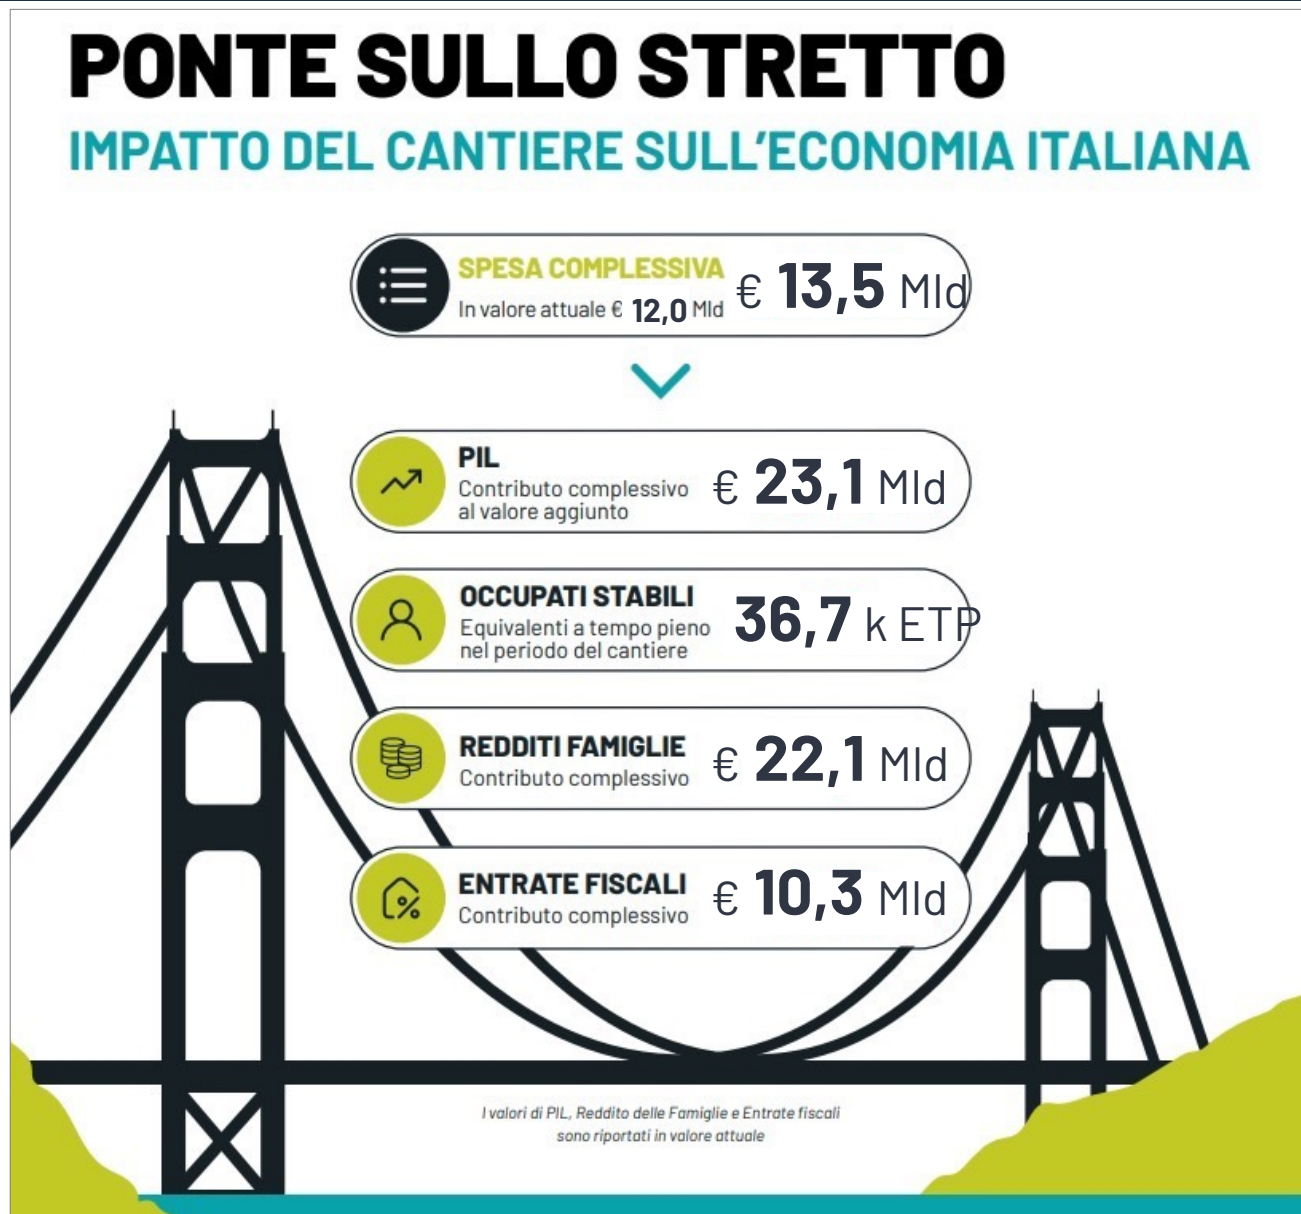 PONTE SULLO STRETTO
IMPATTO DEL CANTIERE SULL'ECONOMIA ITALIANA
SPESA COMPLESSIVA
In valore attuale € 12,0 Mld
€ 13,5 Mld
PIL
Contributo complessivo
al valore aggiunto
€ 23,1 Mld
OCCUPATI STABILI
Equivalenti a tempo pieno
nel periodo del cantiere
36,7 k ETP
REDDITI FAMIGLIE
Contributo complessivo
€ 22,1 Mld
ENTRATE FISCALI
Contributo complessivo
€ 10,3 Mld
I valori di PIL, Reddito delle Famiglie e Entrate fiscali
sono riportati in valore attuale